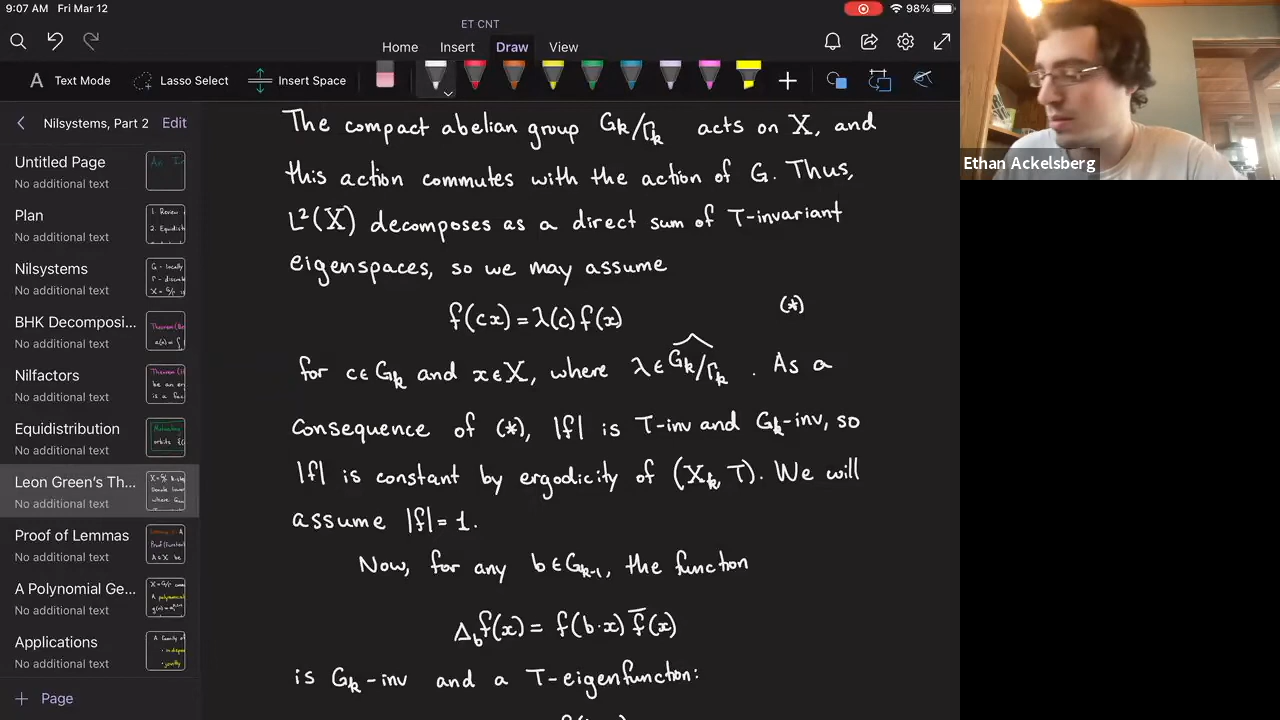 9:07 AM Fri Mar 12
98%
ET CNT
Home Insert Draw View
Text Mode Lasso Select Insert Space
Nilsystems, Part 2 Edit
Untitled Page
No additional text
Plan
No additional text
Nilsystems
No additional text
BHK Decomposi...
No additional text
Nilfactors
No additional text
Equidistribution
No additional text
Leon Green's Th...
No additional text
Proof of Lemmas
No additional text
A Polynomial Ge...
No additional text
Applications
No additional text
Page
The compact abelian group G_k/Γ_k acts on X, and
this action commutes with the action of G. Thus,
L²(X) decomposes as a direct sum of T-invariant
eigenspaces, so we may assume
f(cx) = λ(c) f(x) (*)
for c ∈ G_k and x ∈ X, where λ ∈ \widehat{G_k/Γ_k}. As a
consequence of (*), |f| is T-inv and G_k-inv, so
|f| is constant by ergodicity of (X_k, T). We will
assume |f| = 1.
Now, for any b ∈ G_{k-1}, the function
Δ_b f(x) = f(b·x) \overline{f}(x)
is G_k-inv and a T-eigenfunction:
Ethan Ackelsberg